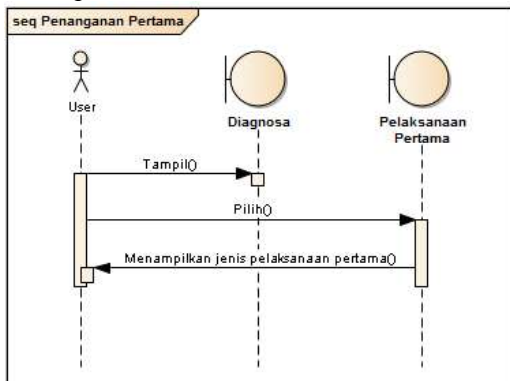 seq Penanganan Pertama
User
Diagnosa
Pelaksanaan
Pertama
Tampil()
Pilih()
Menampilkan jenis pelaksanaan pertama()